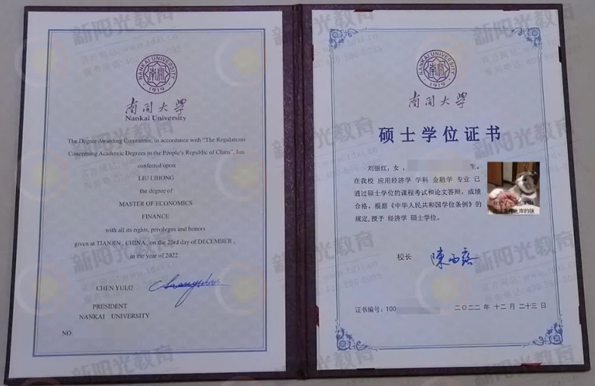 NANKAI UNIVERSITY
1919
南開大學
Nankai University
The Degree Awarding Committee, in accordance with "The Regulations
Concerning Academic Degrees in the People's Republic of China", has
conferred upon
LIU LIHONG
the degree of
MASTER OF ECONOMICS
FINANCE
with all its rights, privileges and honors
given at TIANJIN, CHINA, on the 23rd day of DECEMBER,
in the year of 2022
CHEN YULU
PRESIDENT
NANKAI UNIVERSITY
NO
NANKAI UNIVERSITY
1919
南開大學
硕士学位证书
刘丽红，女，
生。
在我校 应用经济学 学科 金融学 专业 已
通过硕士学位的课程考试和论文答辩，成绩
合格。根据《中华人民共和国学位条例》的
规定，授予 经济学 硕士学位。
校长
证书编号：100
二〇二二年 十二月 二十三日
新阳光教育